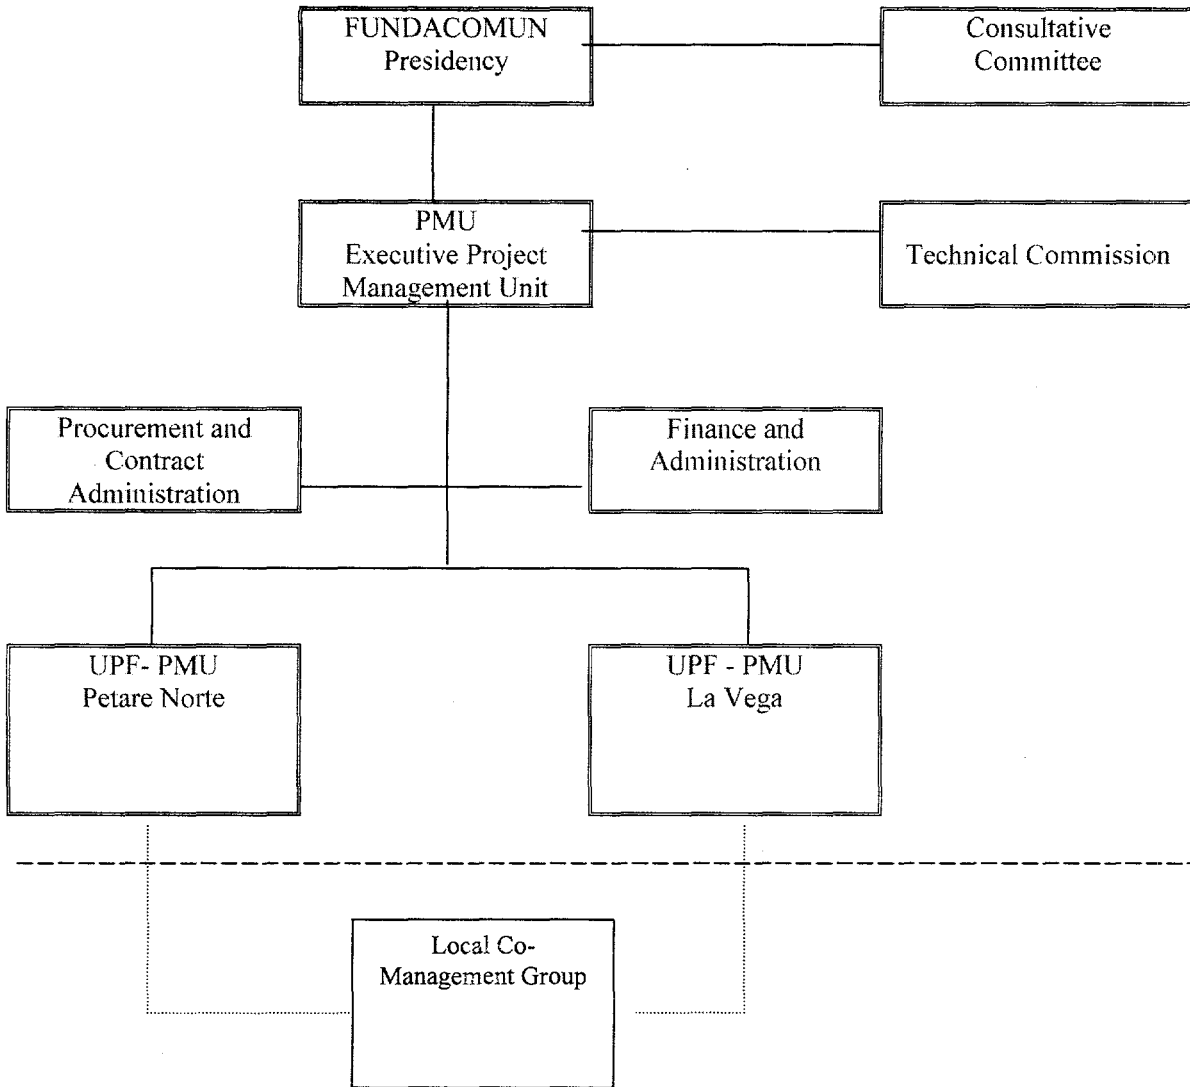 FUNDACOMUN
Presidency
Consultative
Committee
PMU
Executive Project
Management Unit
Technical Commission
Procurement and
Contract
Administration
Finance and
Administration
UPF- PMU
Petare Norte
UPF - PMU
La Vega
Local Co-
Management Group